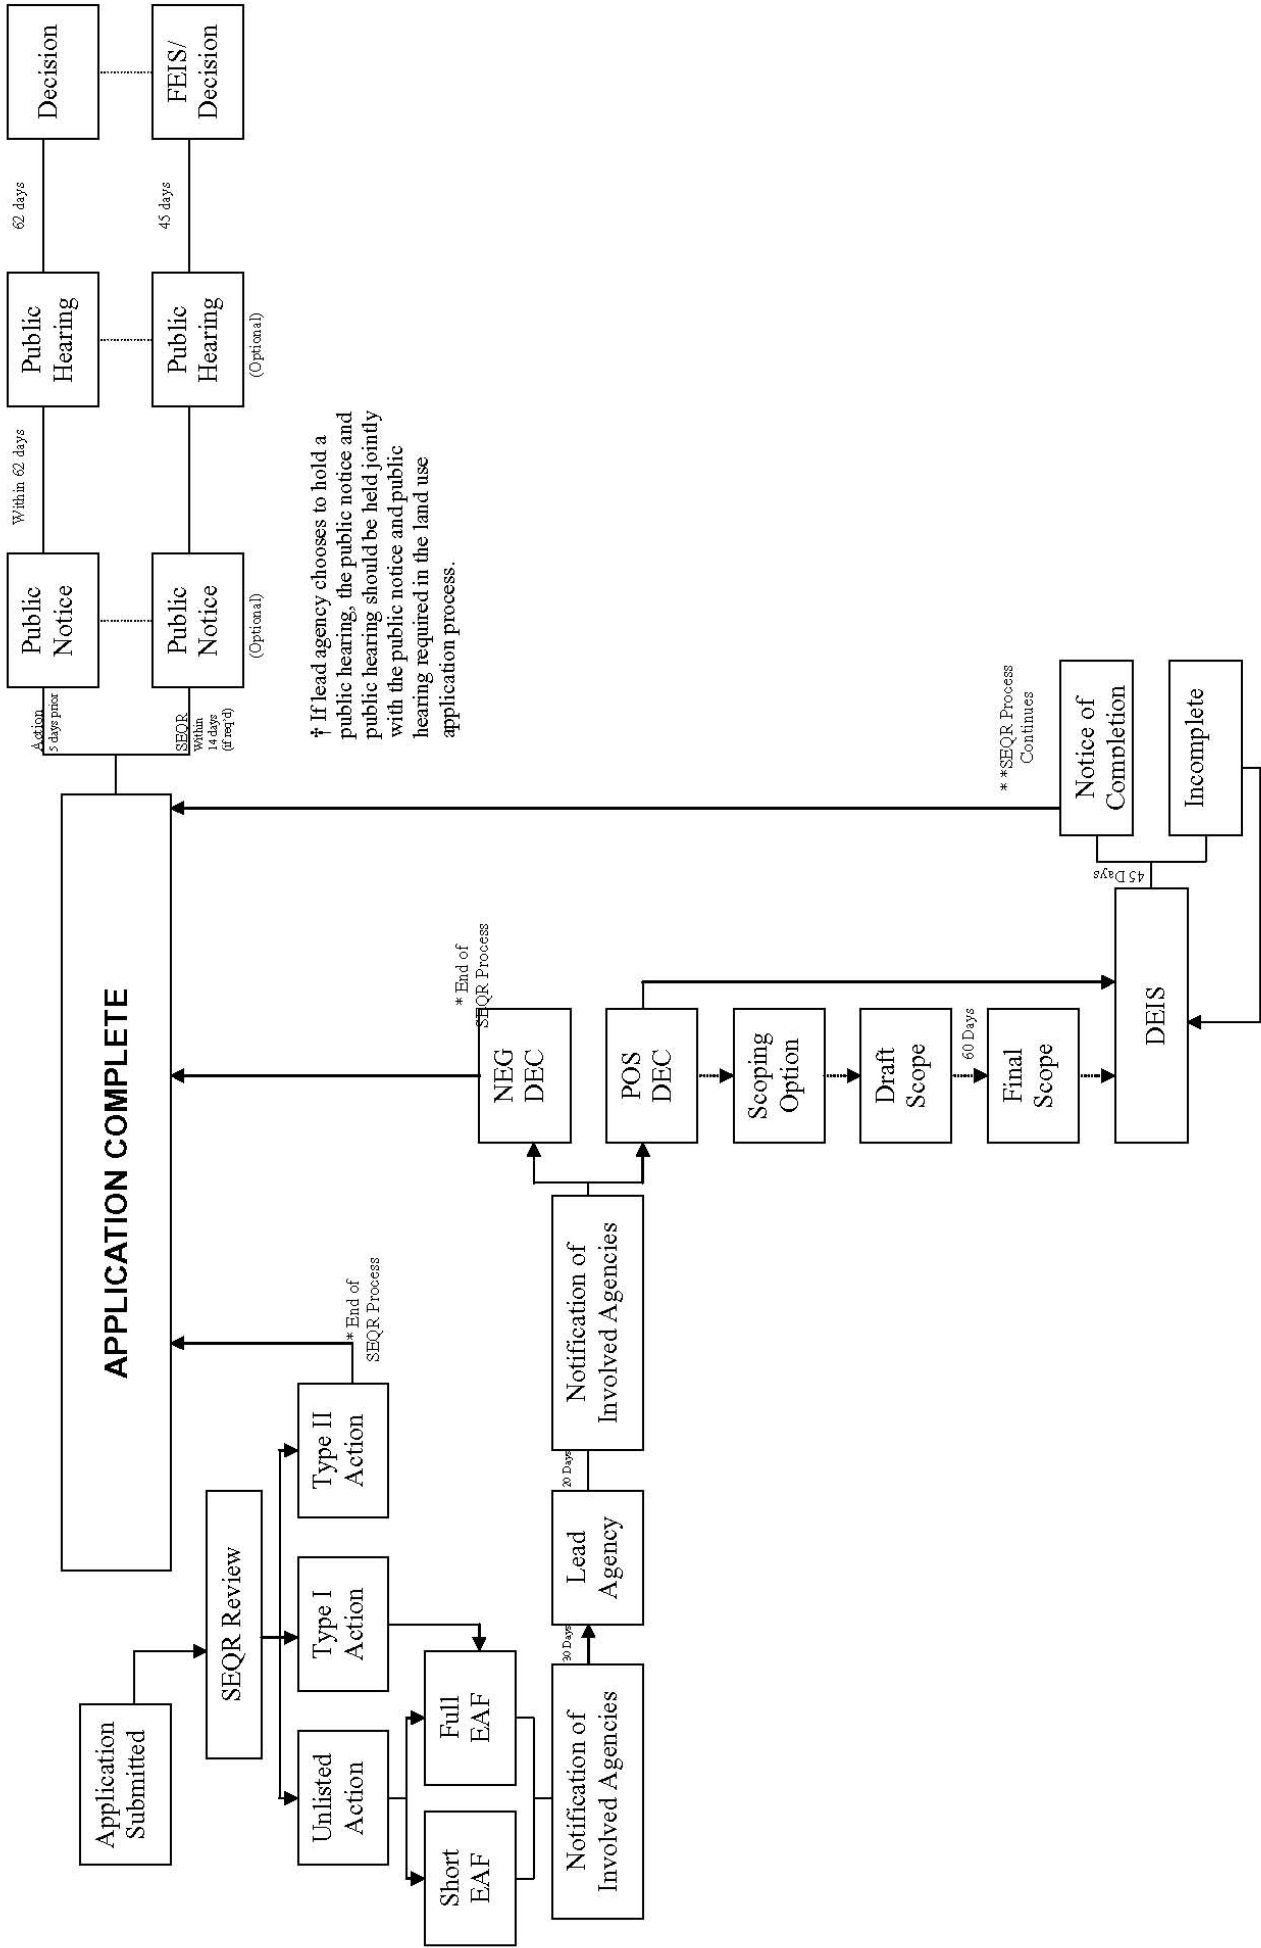 Application
Submitted
SEQR Review
Unlisted
Action
Type I
Action
Type II
Action
* End of
SEQR Process
Short
EAF
Full
EAF
Notification of
Involved Agencies
30 Days
Lead
Agency
20 Days
Notification of
Involved Agencies
NEG
DEC
* End of
SEQR Process
POS
DEC
Scoping
Option
Draft
Scope
60 Days
Final
Scope
DEIS
45 Days
Notice of
Completion
Incomplete
* *SEQR Process
Continues
APPLICATION COMPLETE
Action
5 days prior
SEQR
Within
14 days
(if req'd)
Public
Notice
Within 62 days
Public
Hearing
62 days
Decision
Public
Notice
(Optional)
Public
Hearing
(Optional)
45 days
FEIS/
Decision
† If lead agency chooses to hold a
public hearing, the public notice and
public hearing should be held jointly
with the public notice and public
hearing required in the land use
application process.